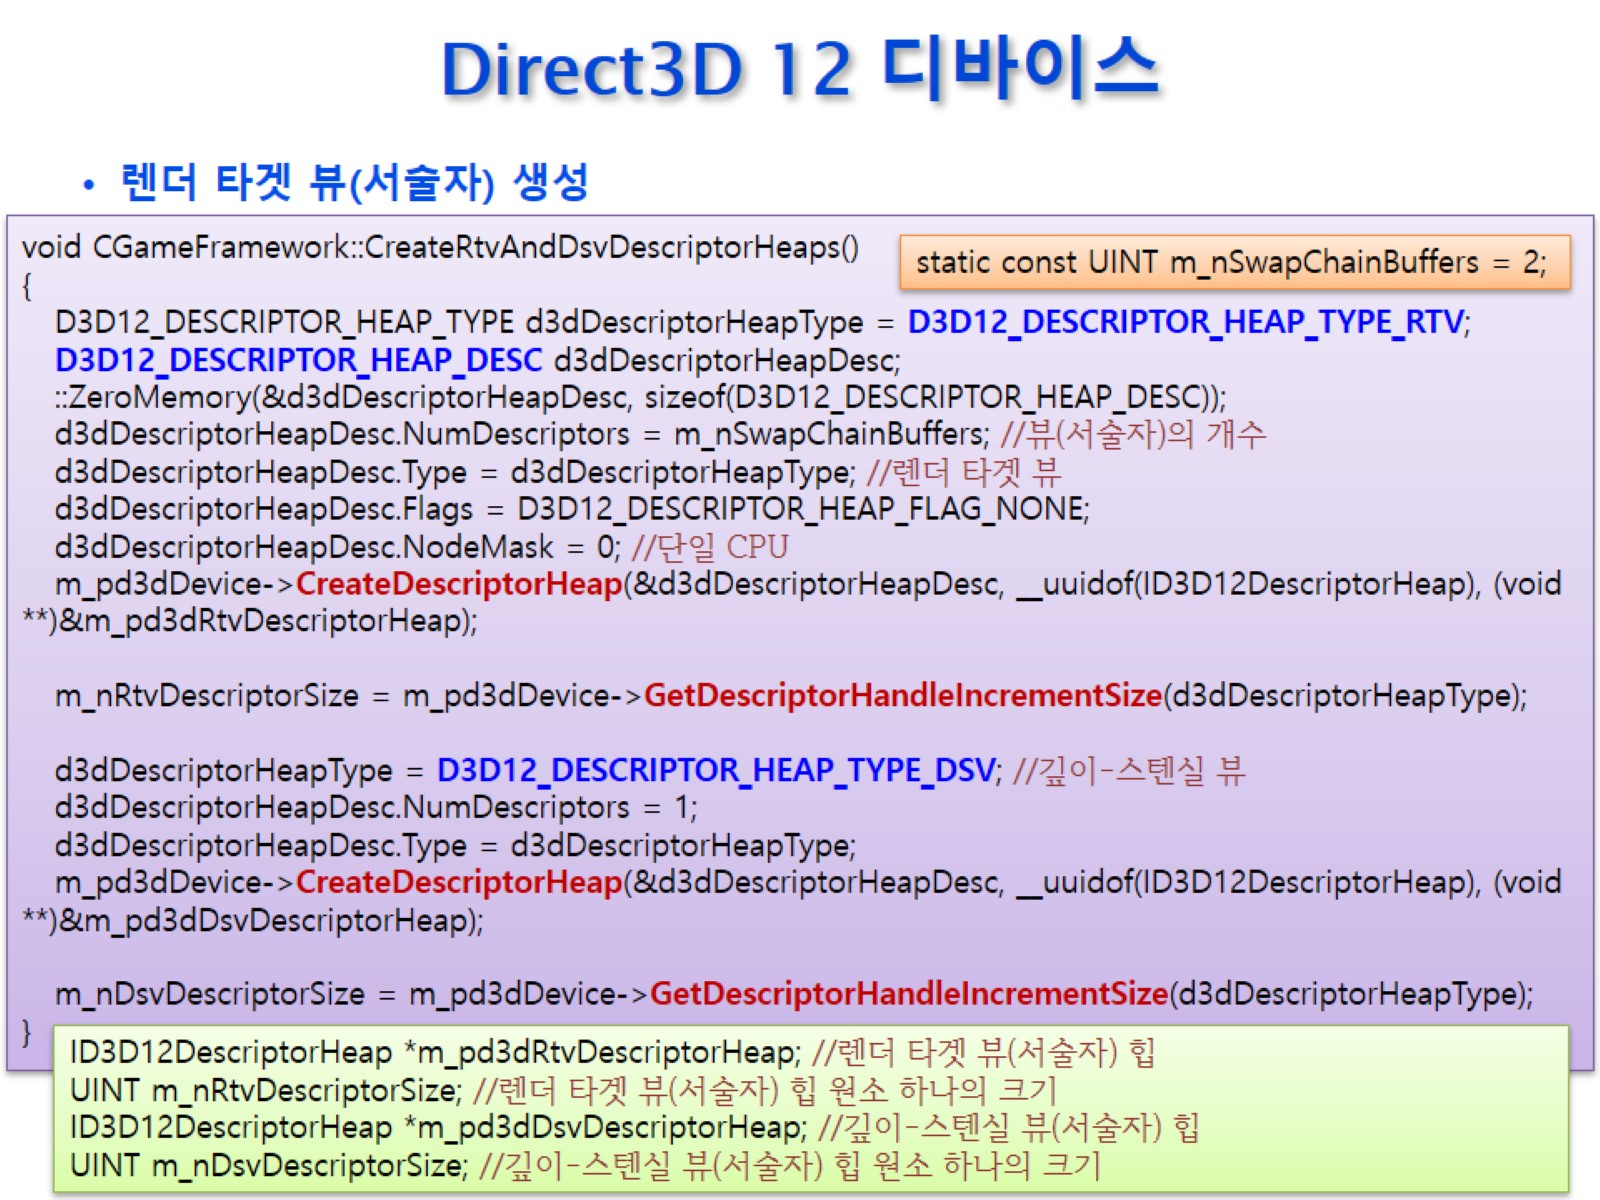 Direct3D 12 디바이스
• 렌더 타겟 뷰(서술자) 생성
void CGameFramework::CreateRtvAndDsvDescriptorHeaps()
static const UINT m_nSwapChainBuffers = 2;
{
D3D12_DESCRIPTOR_HEAP_TYPE d3dDescriptorHeapType = D3D12_DESCRIPTOR_HEAP_TYPE_RTV;
D3D12_DESCRIPTOR_HEAP_DESC d3dDescriptorHeapDesc;
::ZeroMemory(&d3dDescriptorHeapDesc, sizeof(D3D12_DESCRIPTOR_HEAP_DESC));
d3dDescriptorHeapDesc.NumDescriptors = m_nSwapChainBuffers; //뷰(서술자)의 개수
d3dDescriptorHeapDesc.Type = d3dDescriptorHeapType; //렌더 타겟 뷰
d3dDescriptorHeapDesc.Flags = D3D12_DESCRIPTOR_HEAP_FLAG_NONE;
d3dDescriptorHeapDesc.NodeMask = 0; //단일 CPU
m_pd3dDevice->CreateDescriptorHeap(&d3dDescriptorHeapDesc, __uuidof(ID3D12DescriptorHeap), (void
**)&m_pd3dRtvDescriptorHeap);
m_nRtvDescriptorSize = m_pd3dDevice->GetDescriptorHandleIncrementSize(d3dDescriptorHeapType);
d3dDescriptorHeapType = D3D12_DESCRIPTOR_HEAP_TYPE_DSV; //깊이-스텐실 뷰
d3dDescriptorHeapDesc.NumDescriptors = 1;
d3dDescriptorHeapDesc.Type = d3dDescriptorHeapType;
m_pd3dDevice->CreateDescriptorHeap(&d3dDescriptorHeapDesc, __uuidof(ID3D12DescriptorHeap), (void
**)&m_pd3dDsvDescriptorHeap);
m_nDsvDescriptorSize = m_pd3dDevice->GetDescriptorHandleIncrementSize(d3dDescriptorHeapType);
}
ID3D12DescriptorHeap *m_pd3dRtvDescriptorHeap; //렌더 타겟 뷰(서술자) 힙
UINT m_nRtvDescriptorSize; //렌더 타겟 뷰(서술자) 힙 원소 하나의 크기
ID3D12DescriptorHeap *m_pd3dDsvDescriptorHeap; //깊이-스텐실 뷰(서술자) 힙
UINT m_nDsvDescriptorSize; //깊이-스텐실 뷰(서술자) 힙 원소 하나의 크기